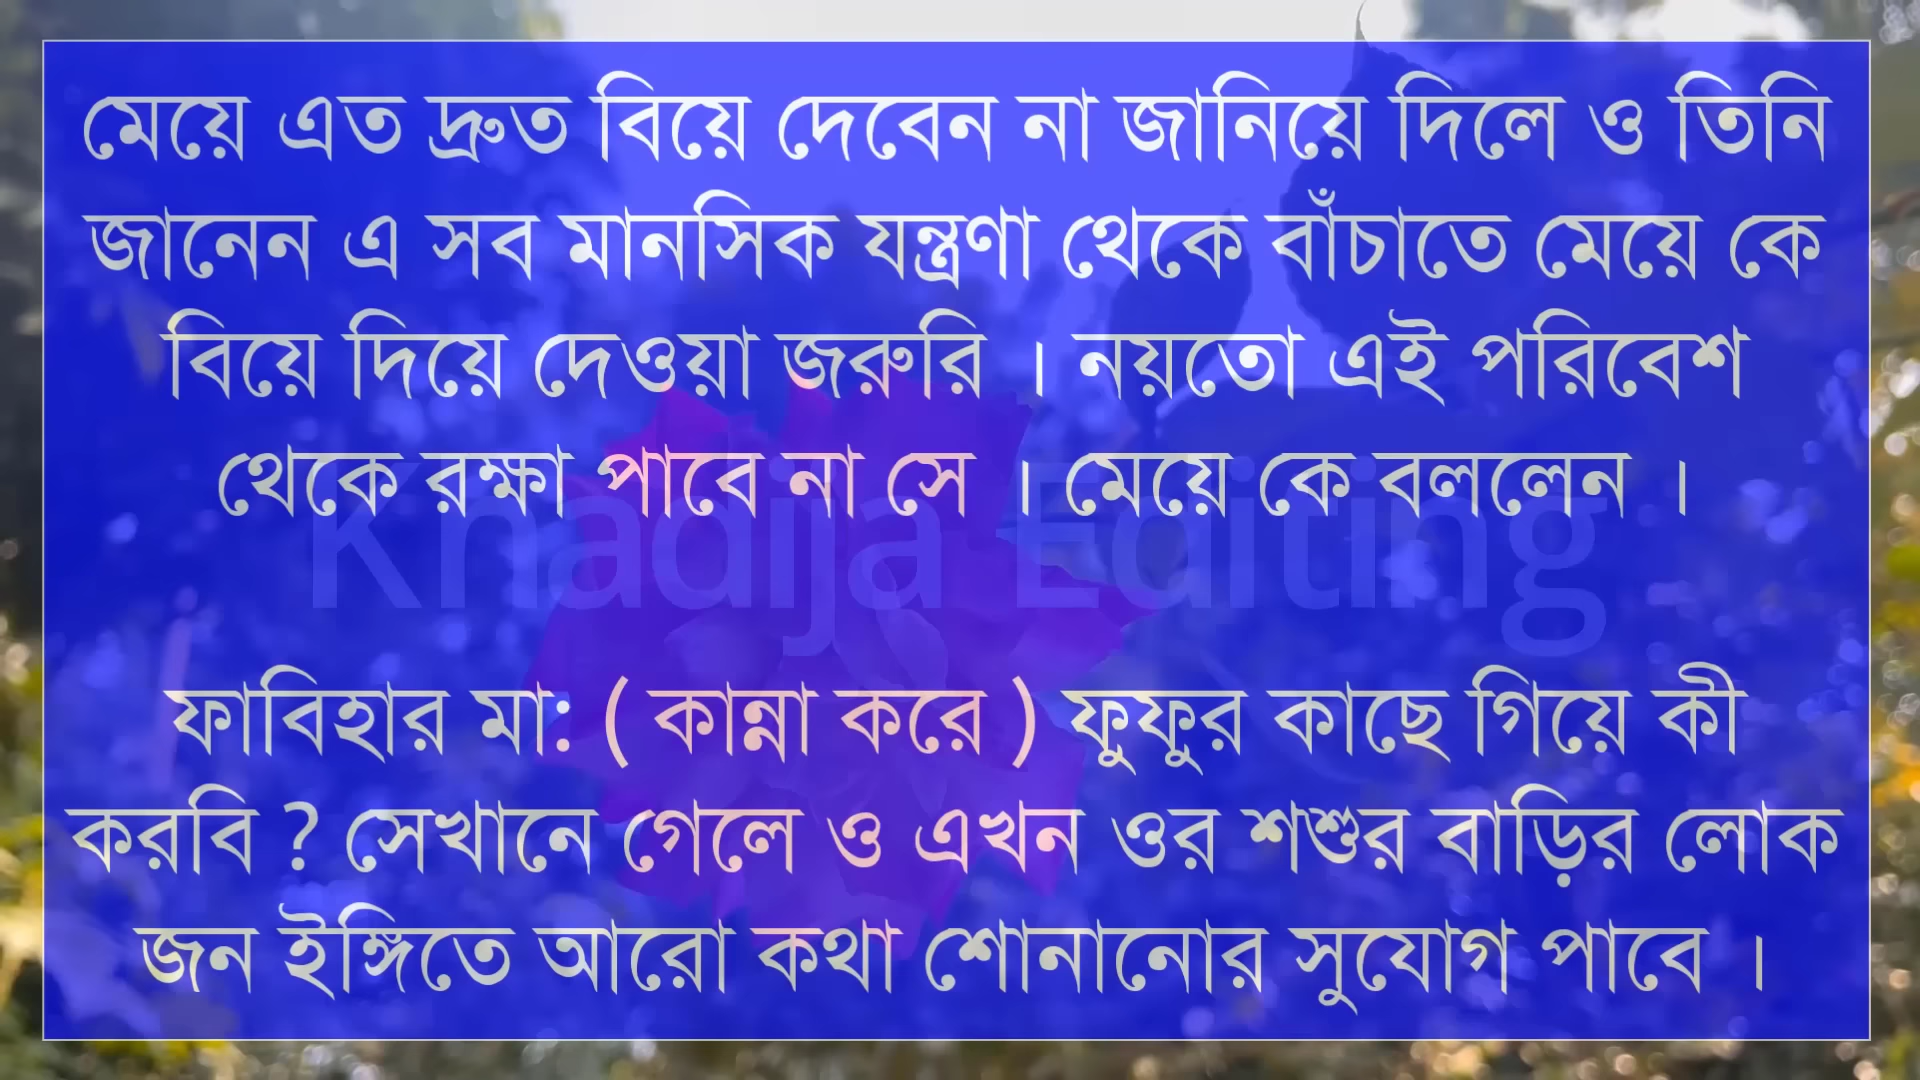 মেয়ে এত দ্রুত বিয়ে দেবেন না জানিয়ে দিলে ও তিনি
জানেন এ সব মানসিক যন্ত্রণা থেকে বাঁচাতে মেয়ে কে
বিয়ে দিয়ে দেওয়া জরুরি । নয়তো এই পরিবেশ
থেকে রক্ষা পাবে না সে । মেয়ে কে বললেন ।
Khadija Editing
ফাবিহার মা: ( কান্না করে ) ফুফুর কাছে গিয়ে কী
করবি ? সেখানে গেলে ও এখন ওর শশুর বাড়ির লোক
জন ইঙ্গিতে আরো কথা শোনানোর সুযোগ পাবে ।